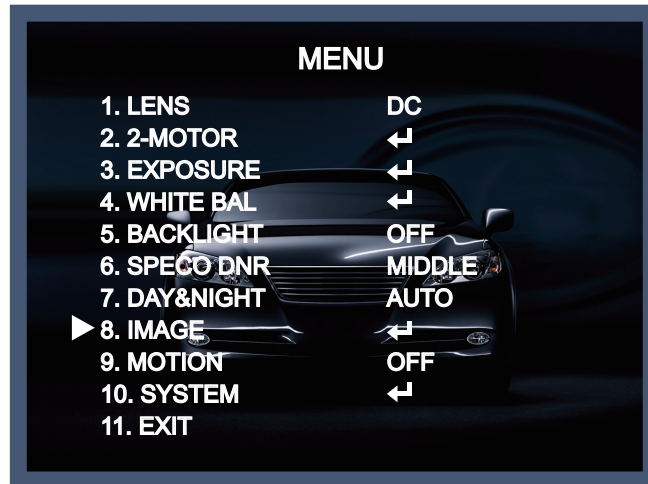 MENU
1. LENS DC
2. 2-MOTOR ↵
3. EXPOSURE ↵
4. WHITE BAL ↵
5. BACKLIGHT OFF
6. SPECO DNR MIDDLE
7. DAY&NIGHT AUTO
▶ 8. IMAGE ↵
9. MOTION OFF
10. SYSTEM ↵
11. EXIT